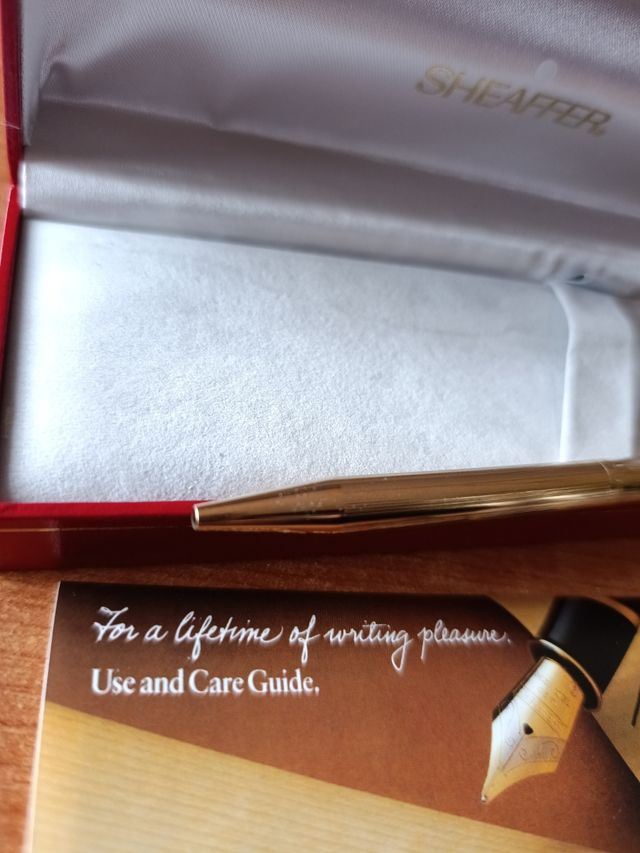 SHEAFFER.
For a lifetime of writing pleasure.
Use and Care Guide.